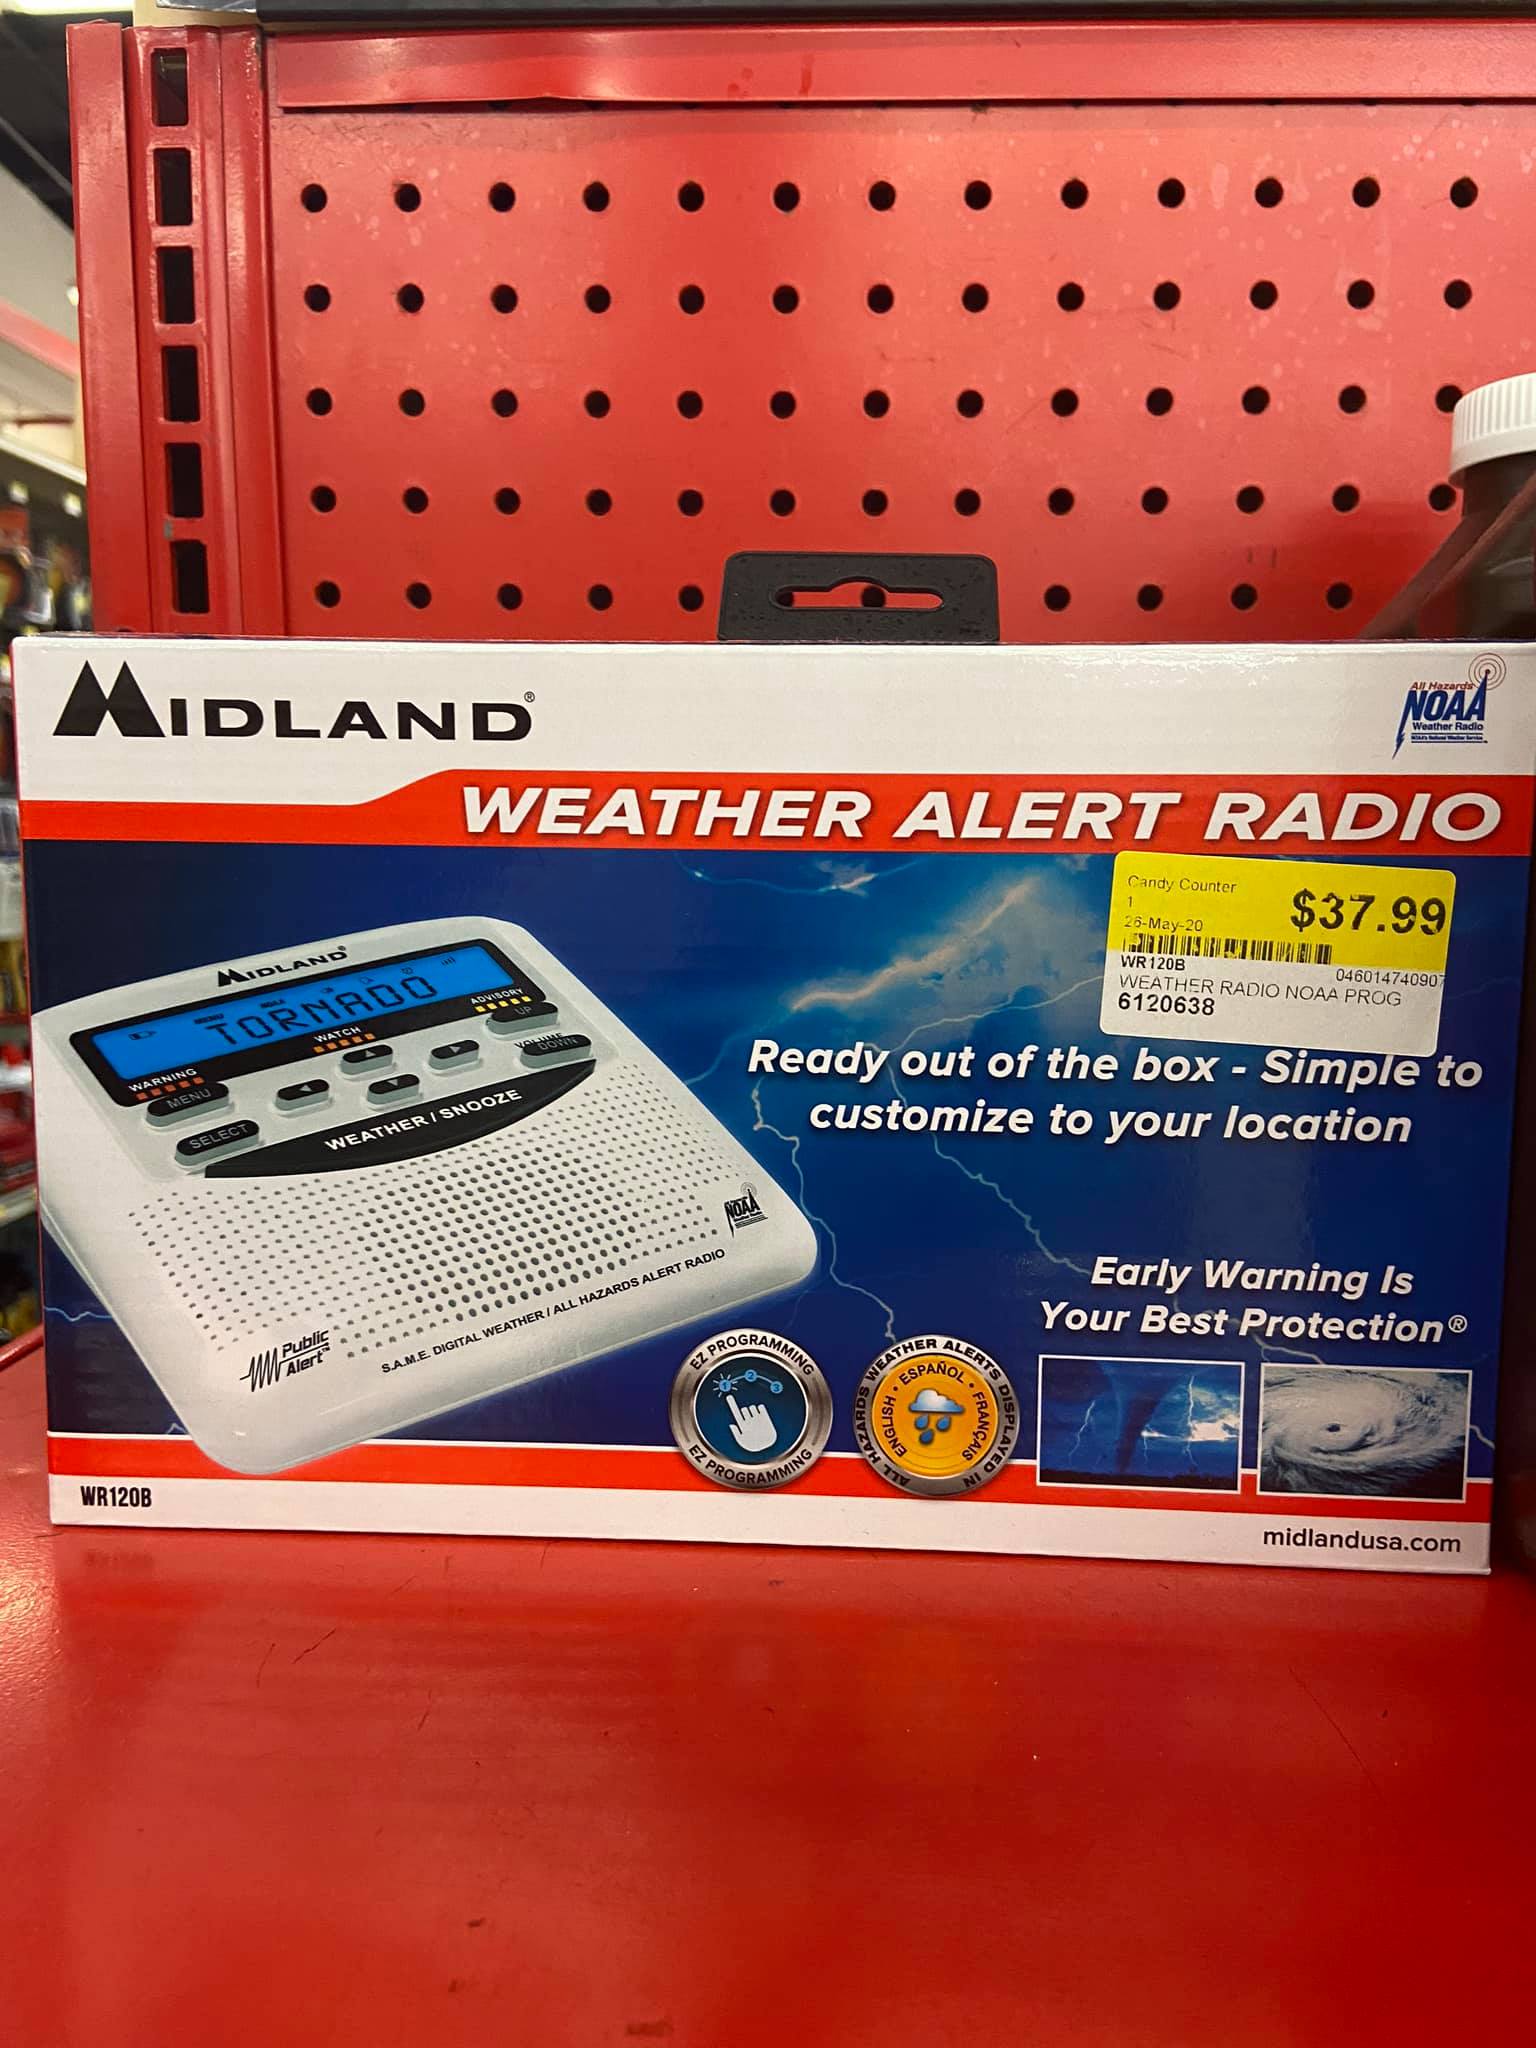 MIDLAND®
All Hazards
NOAA
Weather Radio
WEATHER ALERT RADIO
Candy Counter
1
26-May-20
$37.99
WR120B
046014740907
WEATHER RADIO NOAA PROG
6120638
MIDLAND®
TORNADO
WARNING
WATCH
ADVISORY
MENU
SELECT
UP
VOLUME
DOWN
WEATHER / SNOOZE
NOAA
Public
Alert™
S.A.M.E. DIGITAL WEATHER / ALL HAZARDS ALERT RADIO
Ready out of the box - Simple to
customize to your location
Early Warning Is
Your Best Protection®
EZ PROGRAMMING
1 2 3
EZ PROGRAMMING
ALL HAZARDS WEATHER ALERTS DISPLAYED IN
ENGLISH • ESPAÑOL • FRANÇAIS
WR120B
midlandusa.com